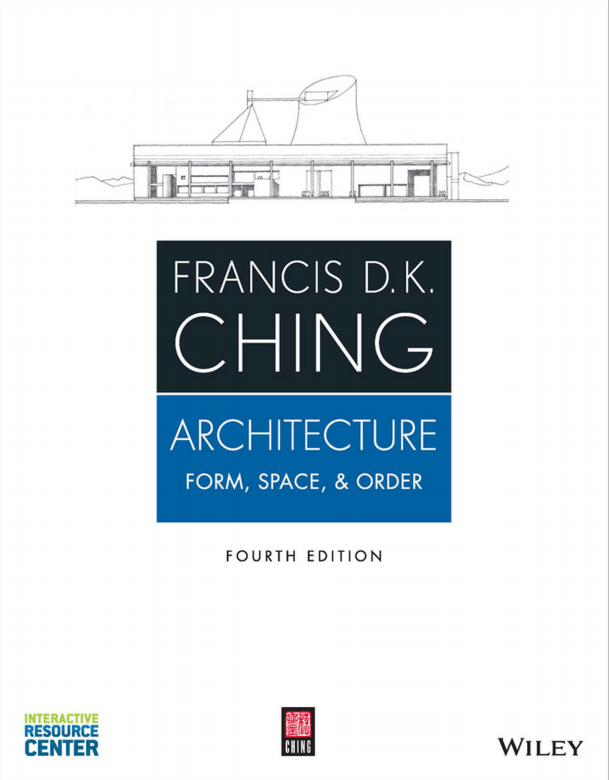 FRANCIS D.K.
CHING
ARCHITECTURE
FORM, SPACE, & ORDER
FOURTH EDITION
INTERACTIVE
RESOURCE
CENTER
CHING
WILEY